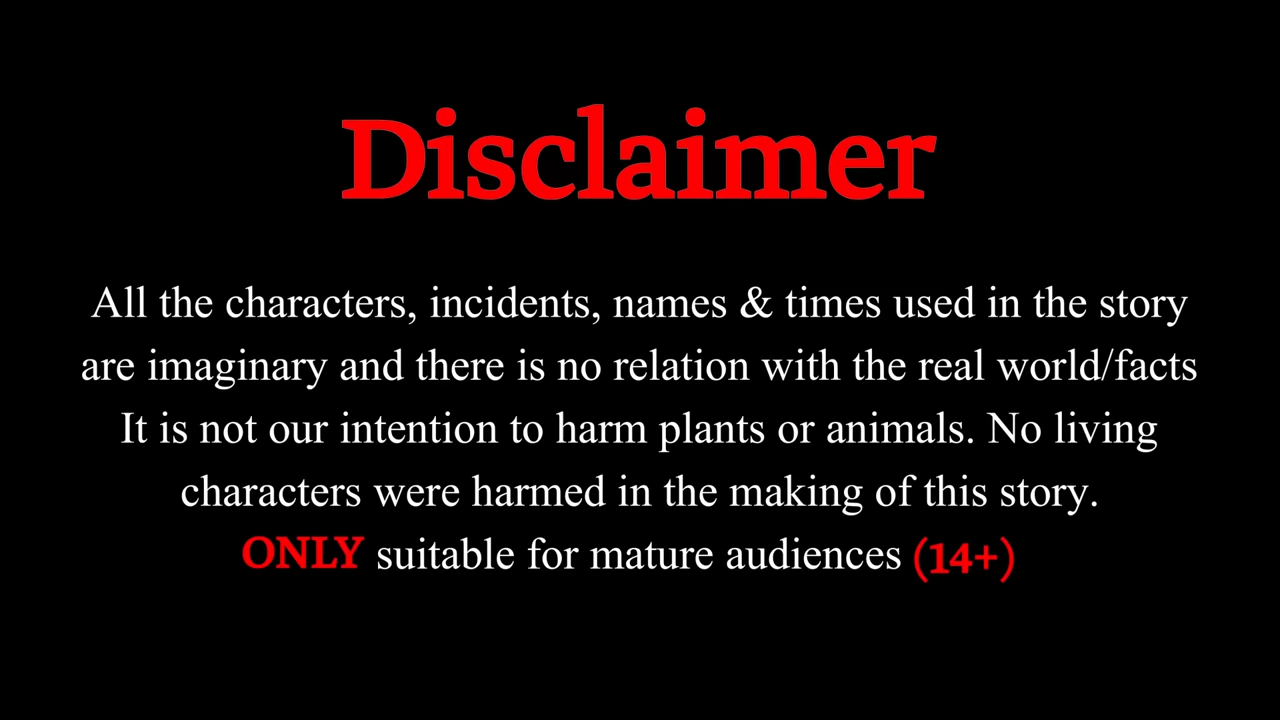 Disclaimer
All the characters, incidents, names & times used in the story
are imaginary and there is no relation with the real world/facts
It is not our intention to harm plants or animals. No living
characters were harmed in the making of this story.
ONLY suitable for mature audiences (14+)